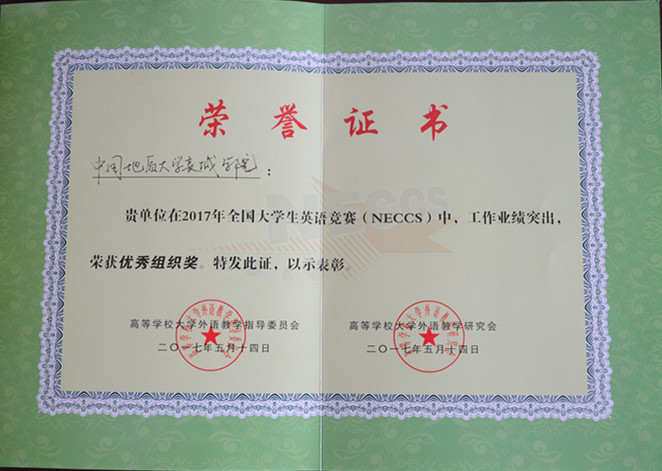 荣誉证书
中国地质大学长城学院:
NECCS
贵单位在2017年全国大学生英语竞赛(NECCS)中,工作业绩突出,
荣获优秀组织奖。特发此证,以示表彰
高等学校大学外语教学指导委员会 高等学校大学外语教学研究会
二〇一七年五月十四日 二〇一七年五月十四日